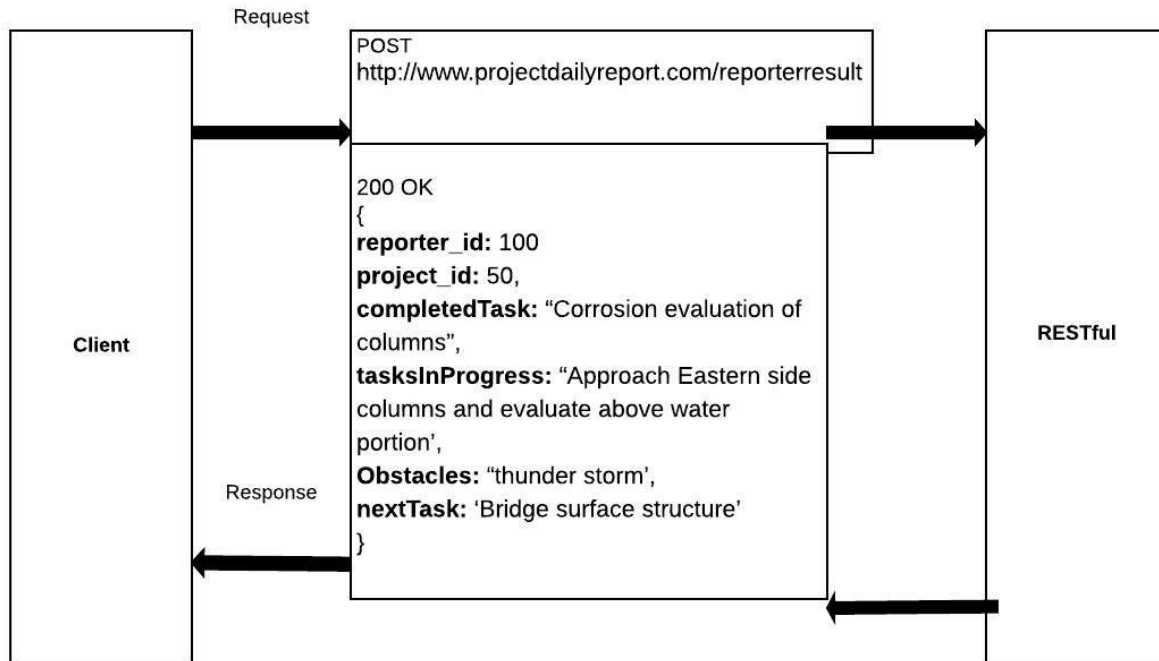 Request
POST
http://www.projectdailyreport.com/reporterresult
200 OK
{
reporter_id: 100
project_id: 50,
completedTask: “Corrosion evaluation of
columns”,
tasksInProgress: “Approach Eastern side
columns and evaluate above water
portion’,
Obstacles: “thunder storm’,
nextTask: ‘Bridge surface structure’
}
Client
RESTful
Response